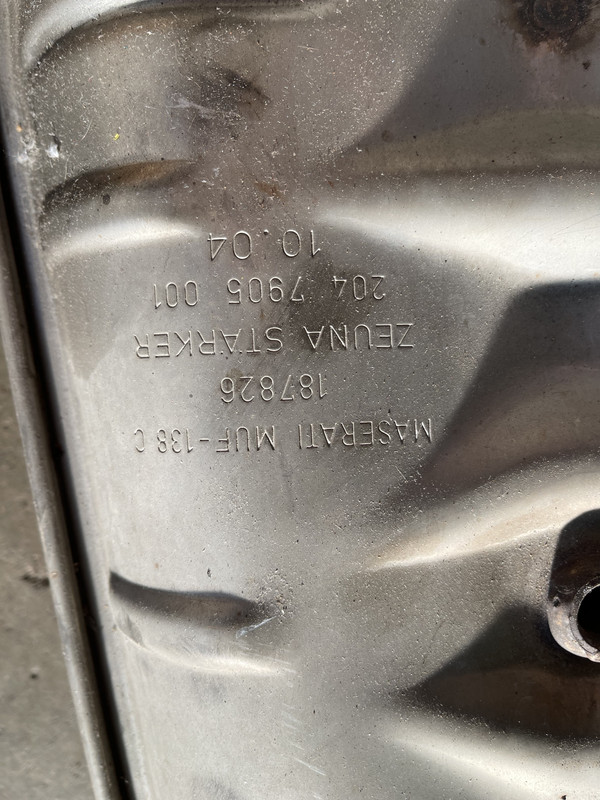 MASERATI MUF-138 C
187826
ZEUNA STÄRKER
204 7905 001
10.04